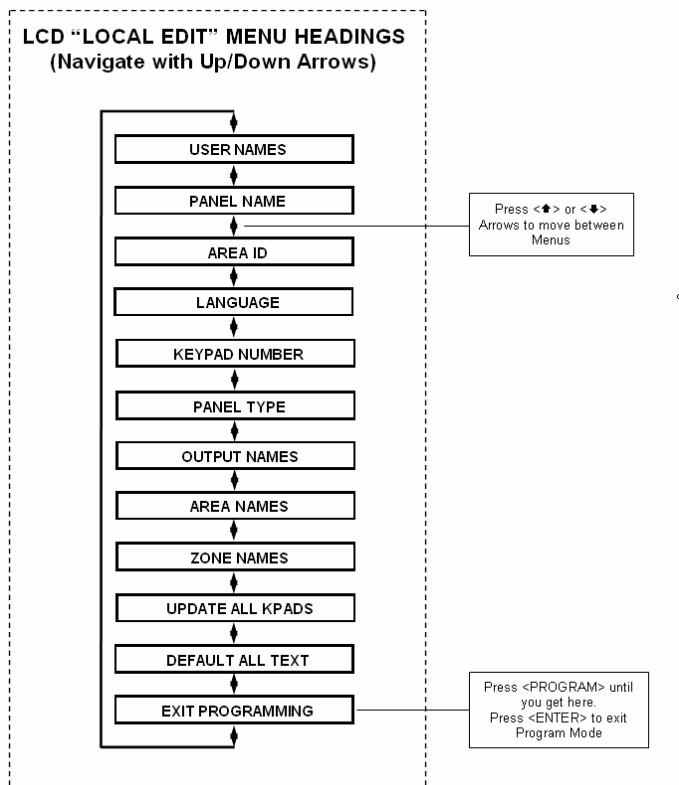 LCD “LOCAL EDIT” MENU HEADINGS
(Navigate with Up/Down Arrows)
USER NAMES
PANEL NAME
Press <🡅> or <🡇>
Arrows to move between
Menus
AREA ID
LANGUAGE
KEYPAD NUMBER
PANEL TYPE
OUTPUT NAMES
AREA NAMES
ZONE NAMES
UPDATE ALL KPADS
DEFAULT ALL TEXT
EXIT PROGRAMMING
Press <PROGRAM> until
you get here.
Press <ENTER> to exit
Program Mode